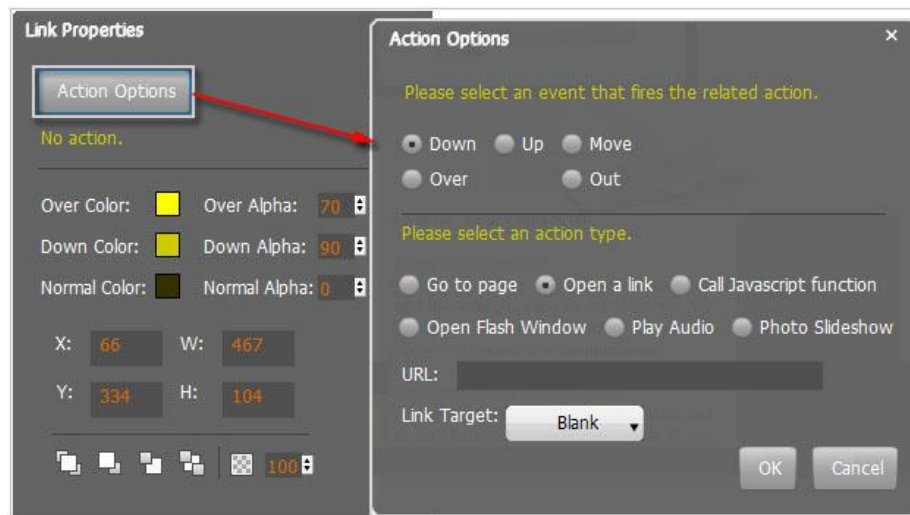 Link Properties
Action Options
No action.
Over Color: Over Alpha: 70
Down Color: Down Alpha: 90
Normal Color: Normal Alpha: 0
X: 66 W: 467
Y: 334 H: 104
100
Action Options ×
Please select an event that fires the related action.
Down Up Move
Over Out
Please select an action type.
Go to page Open a link Call Javascript function
Open Flash Window Play Audio Photo Slideshow
URL:
Link Target: Blank
OK Cancel